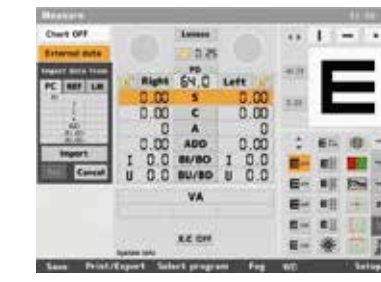 Measure
Chart OFF
Lenses
External data
0.25
Import data from
PC REF LM
PD
Right 64.0 Left
0.00 S 0.00
0.00 C 0.00
0 A 0
0.00 ADD 0.00
Import
I 0.0 BI/BO I 0.0
Cancel
U 0.0 BU/BD U 0.0
VA
X.C OFF
E
Save Print/Export Select program Fog WD Setup